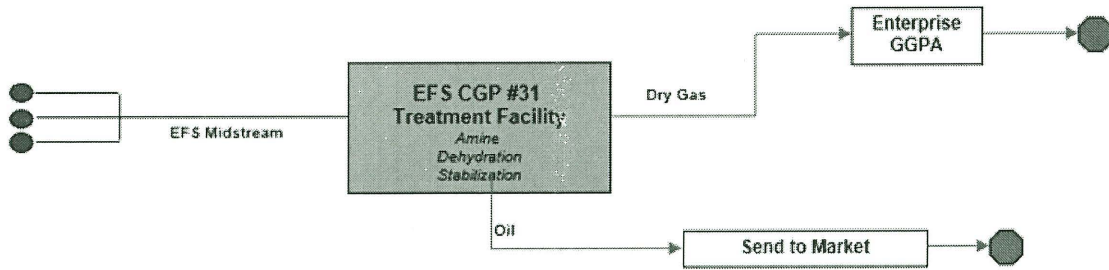 Enterprise
GGPA
EFS CGP #31
Treatment Facility
Amine
Dehydration
Stabilization
Dry Gas
EFS Midstream
Oil
Send to Market